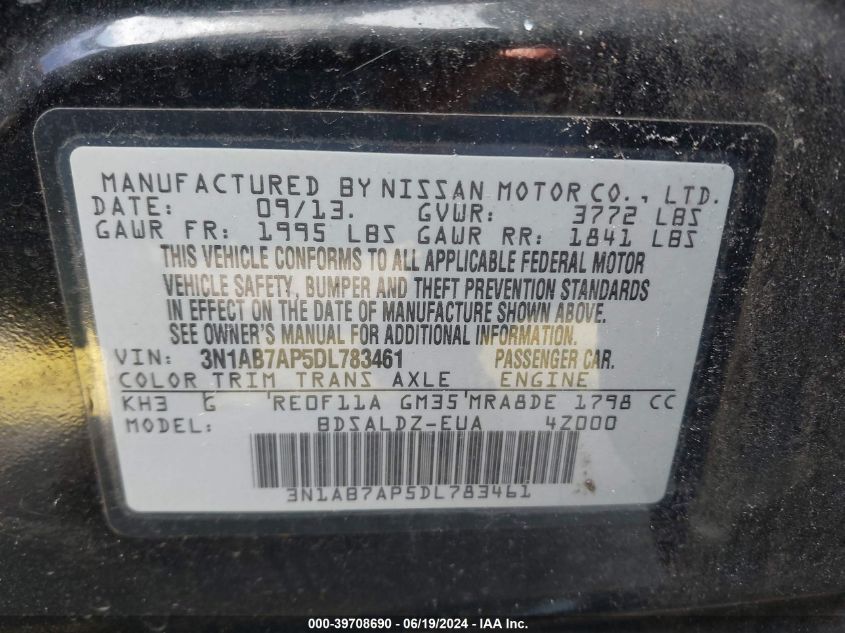 MANUFACTURED BY NISSAN MOTOR CO., LTD.
DATE: 09/13. GVWR: 3772 LBS
GAWR FR: 1995 LBS GAWR RR: 1841 LBS
THIS VEHICLE CONFORMS TO ALL APPLICABLE FEDERAL MOTOR
VEHICLE SAFETY, BUMPER AND THEFT PREVENTION STANDARDS
IN EFFECT ON THE DATE OF MANUFACTURE SHOWN ABOVE.
SEE OWNER'S MANUAL FOR ADDITIONAL INFORMATION.
VIN: 3N1AB7AP5DL783461 PASSENGER CAR.
COLOR TRIM TRANS AXLE ENGINE
KH3 G RE0F11A GM35 MRA8DE 1798 CC
MODEL: BDSALDZ-EUA 4Z000
3N1AB7AP5DL783461
000-39708690 - 06/19/2024 - IAA Inc.